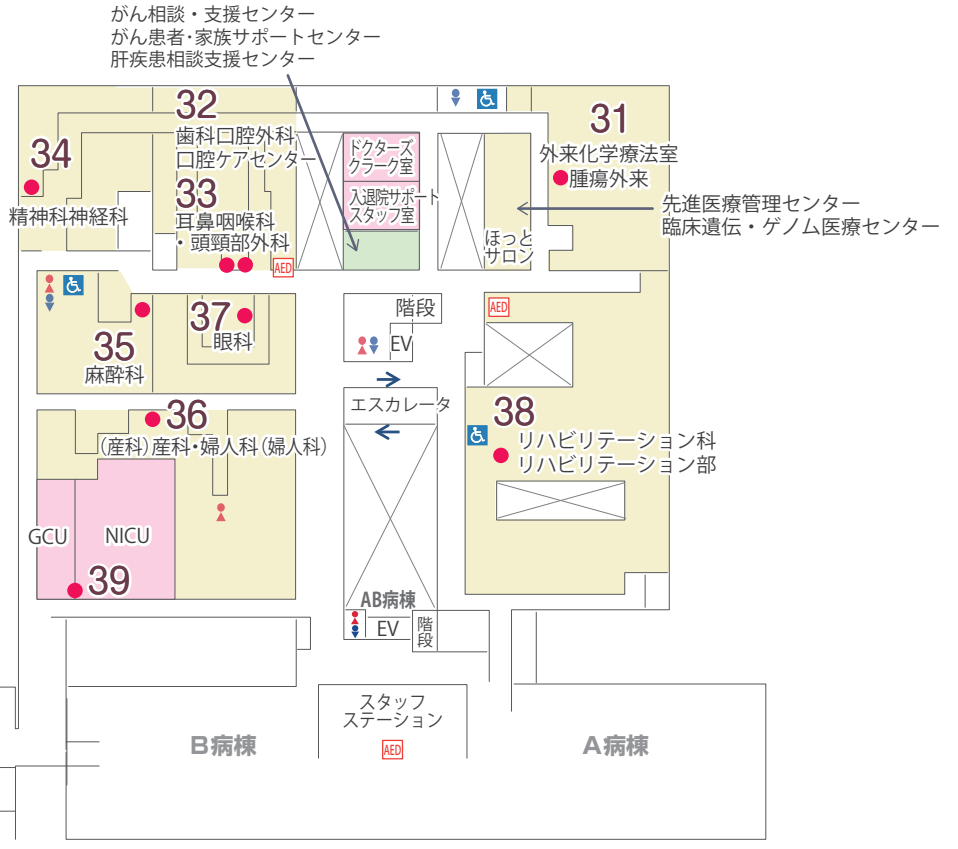 がん相談・支援センター
がん患者・家族サポートセンター
肝疾患相談支援センター
32
歯科口腔外科
口腔ケアセンター
31
外来化学療法室
腫瘍外来
34
精神科神経科
33
耳鼻咽喉科
・頭頸部外科
ドクターズ
クラーク室
入退院サポート
スタッフ室
先進医療管理センター
臨床遺伝・ゲノム医療センター
ほっと
サロン
AED
35
麻酔科
37
眼科
階段
EV
AED
エスカレータ
36
(産科)産科・婦人科(婦人科)
38
リハビリテーション科
リハビリテーション部
GCU
NICU
39
AB病棟
EV
階
段
スタッフ
ステーション
AED
B病棟
A病棟